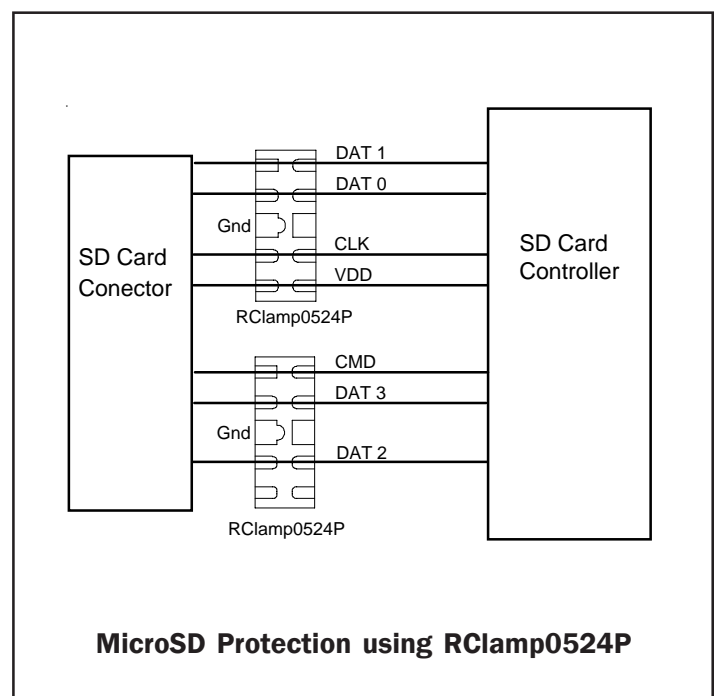 DAT 1
DAT 0
Gnd
CLK
VDD
SD Card
Conector
SD Card
Controller
RClamp0524P
CMD
DAT 3
Gnd
DAT 2
RClamp0524P
MicroSD Protection using RClamp0524P